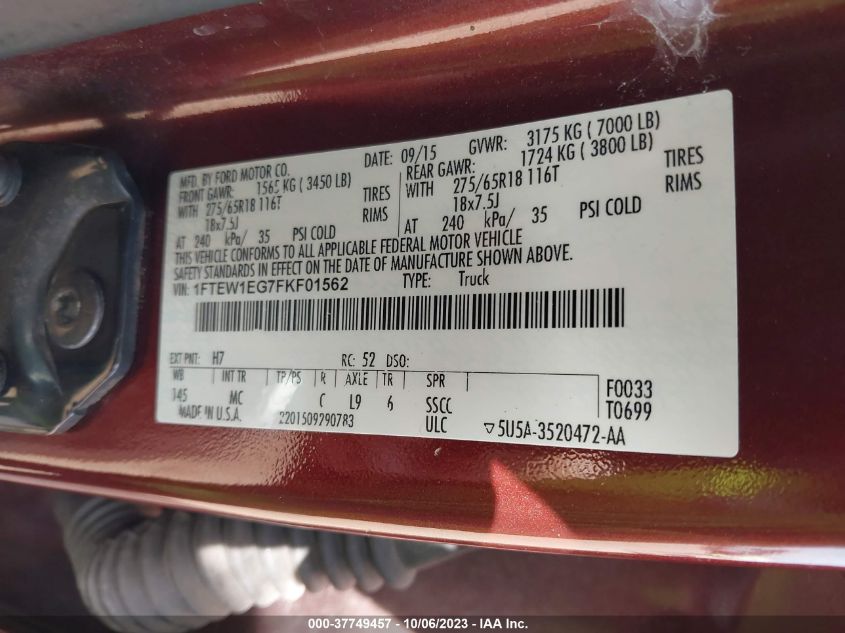 MFD. BY FORD MOTOR CO.
DATE: 09/15 GVWR: 3175 KG ( 7000 LB)
FRONT GAWR: 1565 KG ( 3450 LB)
REAR GAWR: 1724 KG ( 3800 LB)
WITH 275/65R18 116T TIRES
WITH 275/65R18 116T TIRES
18x7.5J RIMS
18x7.5J RIMS
AT 240 kPa/ 35 PSI COLD
AT 240 kPa/ 35 PSI COLD
THIS VEHICLE CONFORMS TO ALL APPLICABLE FEDERAL MOTOR VEHICLE
SAFETY STANDARDS IN EFFECT ON THE DATE OF MANUFACTURE SHOWN ABOVE.
VIN: 1FTEW1EG7FKF01562 TYPE: Truck
EXT PNT: H7 RC: 52 DSO:
WB INT TR TP/PS R AXLE TR SPR
145 MC C L9 6 SSCC
F0033
T0699
MADE IN U.S.A. 2201509290783 ULC
5U5A-3520472-AA
000-37749457 - 10/06/2023 - IAA Inc.